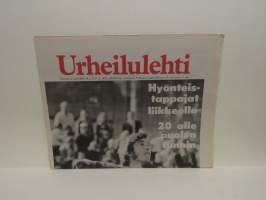 Urheilulehti
Hyönteis-
tappajat
liikkeelle
20 alle
puolen
tunnin